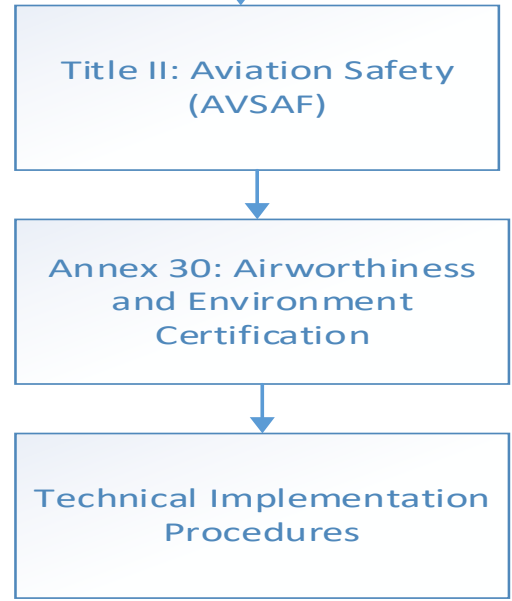 Title II: Aviation Safety
(AVSAF)
Annex 30: Airworthiness
and Environment
Certification
Technical Implementation
Procedures